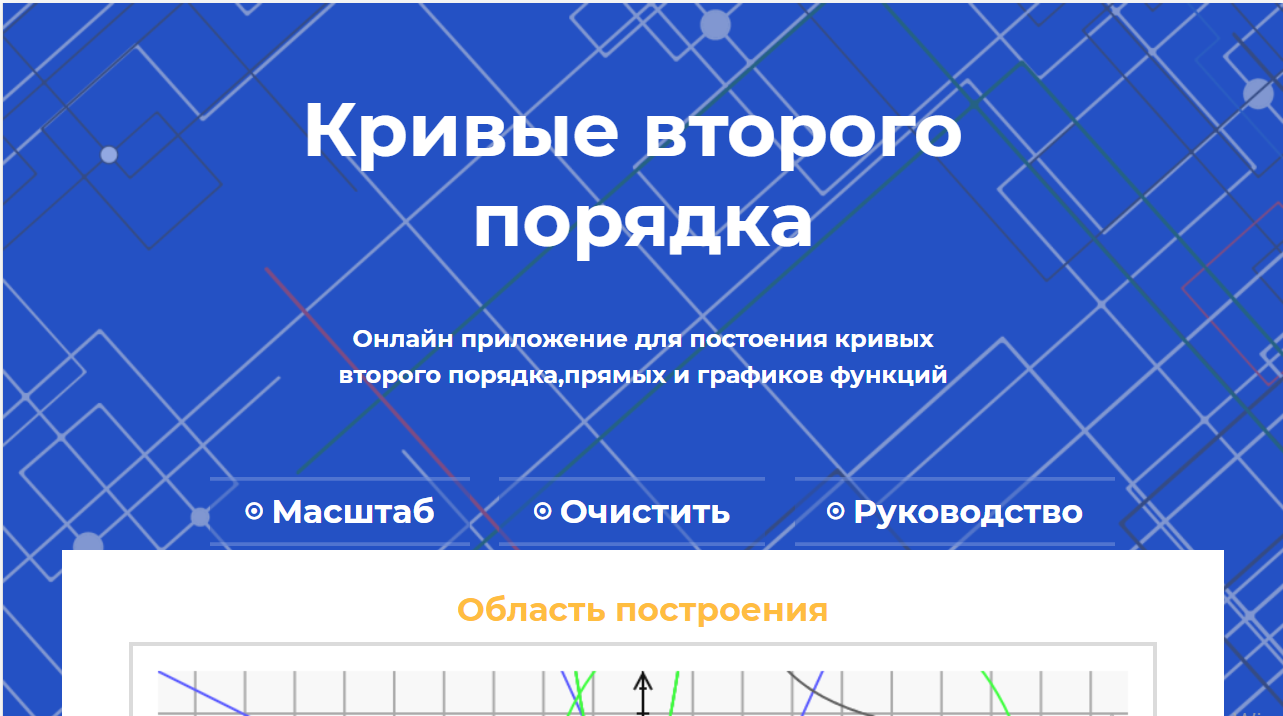 Кривые второго
порядка
Онлайн приложение для постоения кривых
второго порядка,прямых и графиков функций
Масштаб
Очистить
Руководство
Область построения